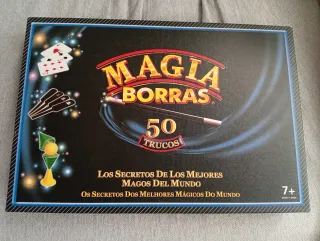 MAGIA
BORRAS
50
TRUCOS
LOS SECRETOS DE LOS MEJORES
MAGOS DEL MUNDO
OS SECRETOS DOS MELHORES MÁGICOS DO MUNDO
7+